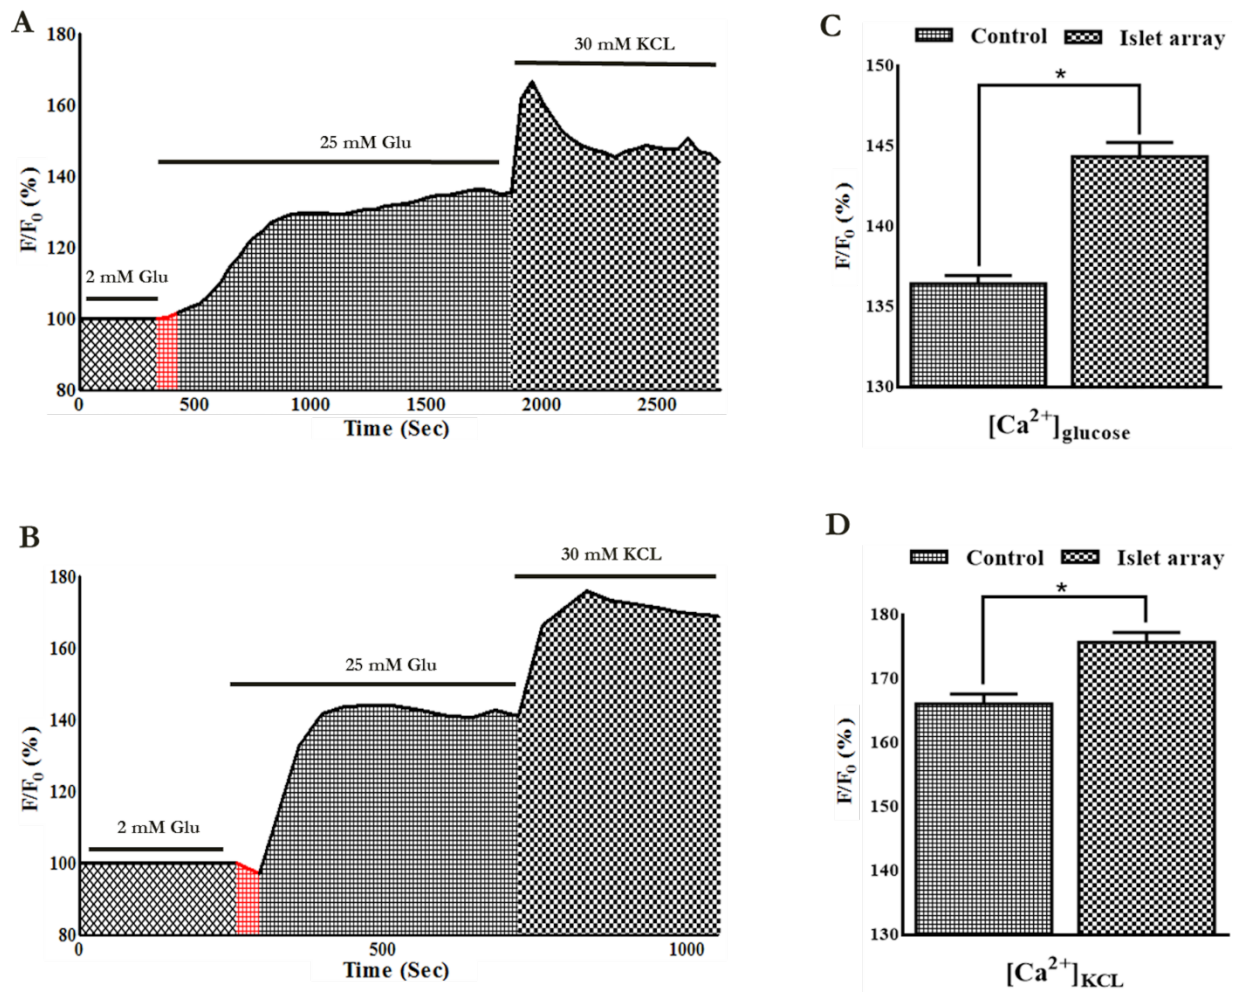 A
180
160
140
120
100
80
F/F0 (%)
2 mM Glu
25 mM Glu
30 mM KCL
0 500 1000 1500 2000 2500
Time (Sec)
C
Control Islet array
150
145
140
135
130
F/F0 (%)
*
[Ca2+]glucose
B
180
160
140
120
100
80
F/F0 (%)
2 mM Glu
25 mM Glu
30 mM KCL
0 500 1000
Time (Sec)
D
Control Islet array
180
170
160
150
140
130
F/F0 (%)
*
[Ca2+]KCL